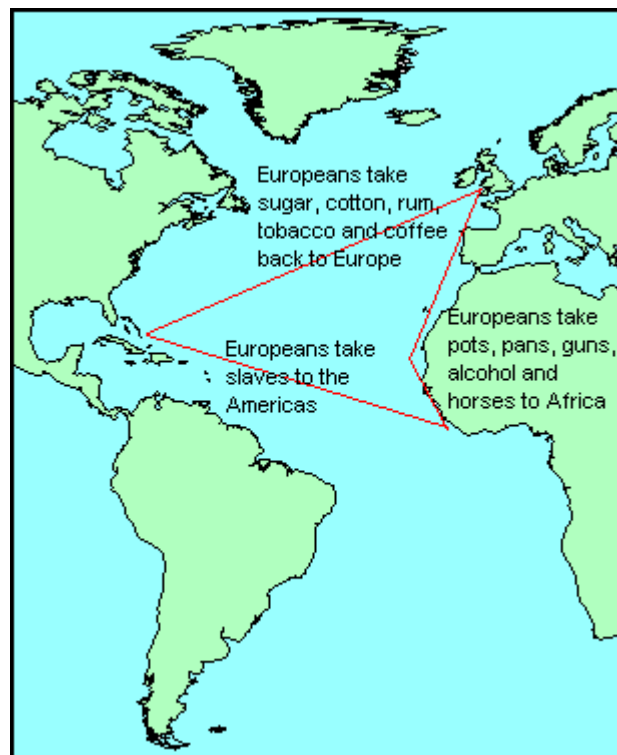 Europeans take
sugar, cotton, rum,
tobacco and coffee
back to Europe
Europeans take
pots, pans, guns,
alcohol and
horses to Africa
Europeans take
slaves to the
Americas